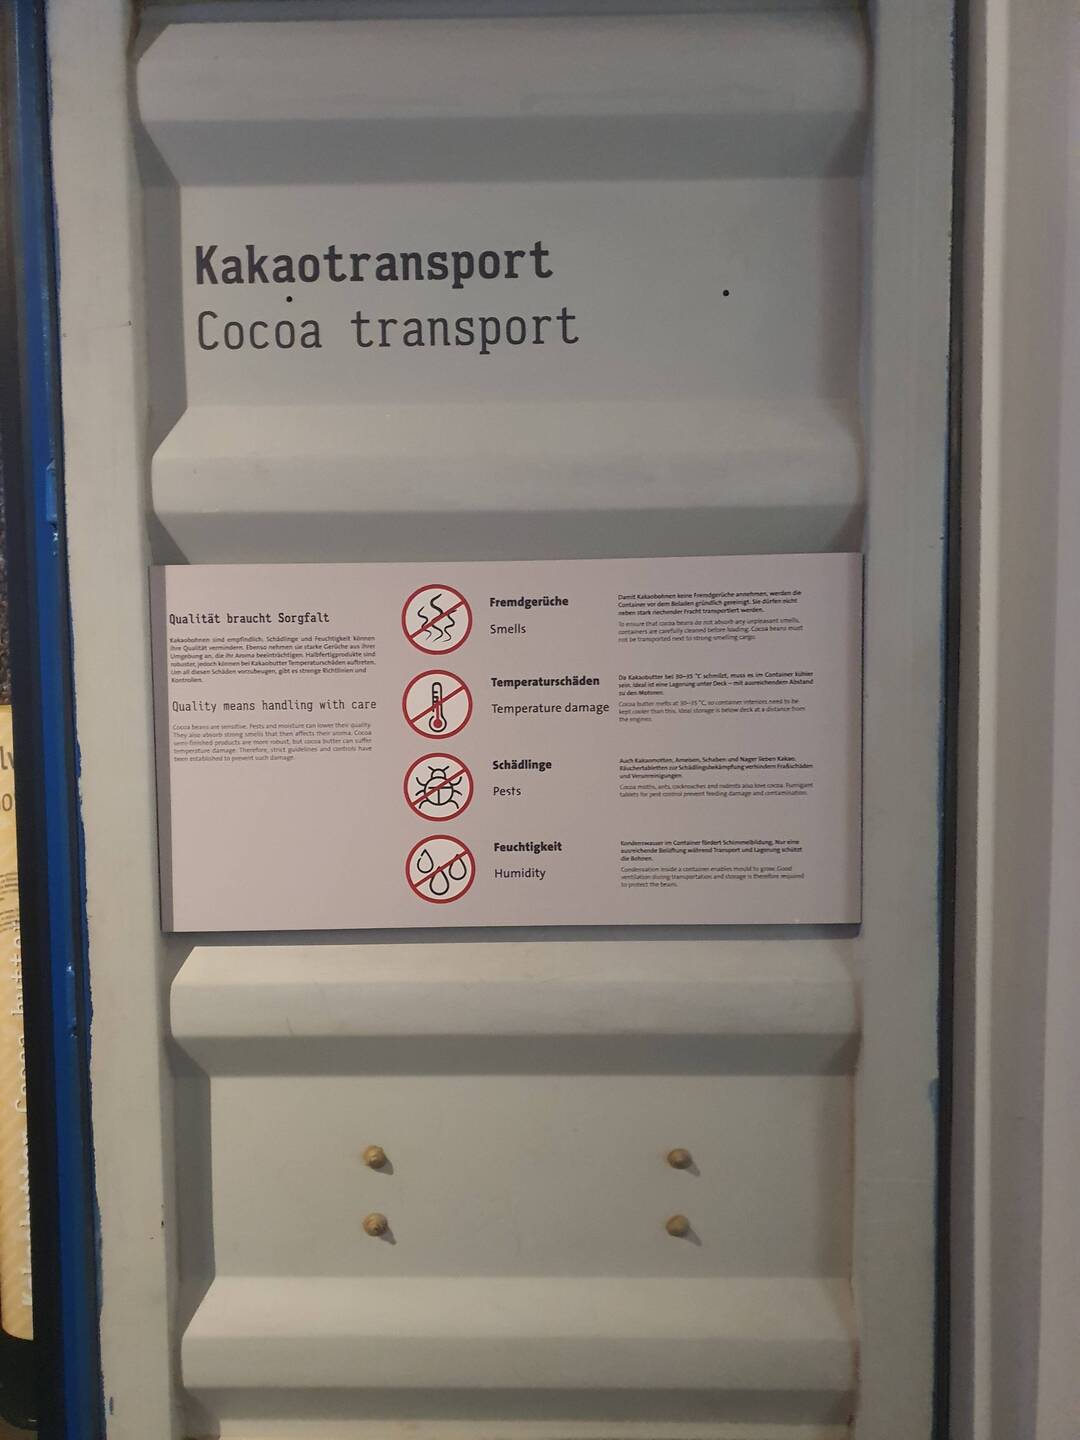 Kakaotransport
Cocoa transport
Qualität braucht Sorgfalt
Kakaobohnen sind empfindlich: Schädlinge und Feuchtigkeit können
ihre Qualität vermindern. Ebenso nehmen sie starke Gerüche aus ihrer
Umgebung an, die ihr Aroma beeinträchtigen. Halbfertigprodukte sind
robuster, jedoch können bei Kakaobutter Temperaturschäden auftreten.
Um all diesen Schäden vorzubeugen, gibt es strenge Richtlinien und
Kontrollen.
Quality means handling with care
Cocoa beans are sensitive. Pests and moisture can lower their quality.
They also absorb strong smells that then affects their aroma. Cocoa
semi-finished products are more robust, but cocoa butter can suffer
temperature damage. Therefore, strict guidelines and controls have
been established to prevent such damage.
Fremdgerüche
Smells
Damit Kakaobohnen keine Fremdgerüche annehmen, werden die
Container vor dem Beladen gründlich gereinigt. Sie dürfen nicht
neben stark riechender Fracht transportiert werden.
To ensure that cocoa beans do not absorb any unpleasant smells,
containers are carefully cleaned before loading. Cocoa beans must
not be transported next to strong smelling cargo.
Temperaturschäden
Temperature damage
Da Kakaobutter bei 30–35 °C schmilzt, muss es im Container kühler
sein. Ideal ist eine Lagerung unter Deck – mit ausreichendem Abstand
zu den Motoren.
Cocoa butter melts at 30–35 °C, so container interiors need to be
kept cooler than this. Ideal storage is below deck at a distance from
the engines.
Schädlinge
Pests
Auch Kakaomotten, Ameisen, Schaben und Nager lieben Kakao.
Räuchertabletten zur Schädlingsbekämpfung verhindern Fraßschäden
und Verunreinigungen.
Cocoa moths, ants, cockroaches and rodents also love cocoa. Fumigant
tablets for pest control prevent feeding damage and contamination.
Feuchtigkeit
Humidity
Kondenswasser im Container fördert Schimmelbildung. Nur eine
ausreichende Belüftung während Transport und Lagerung schützt
die Bohnen.
Condensation inside a container enables mould to grow. Good
ventilation during transportation and storage is therefore required
to protect the beans.
Kakaobutter Cocoa butter